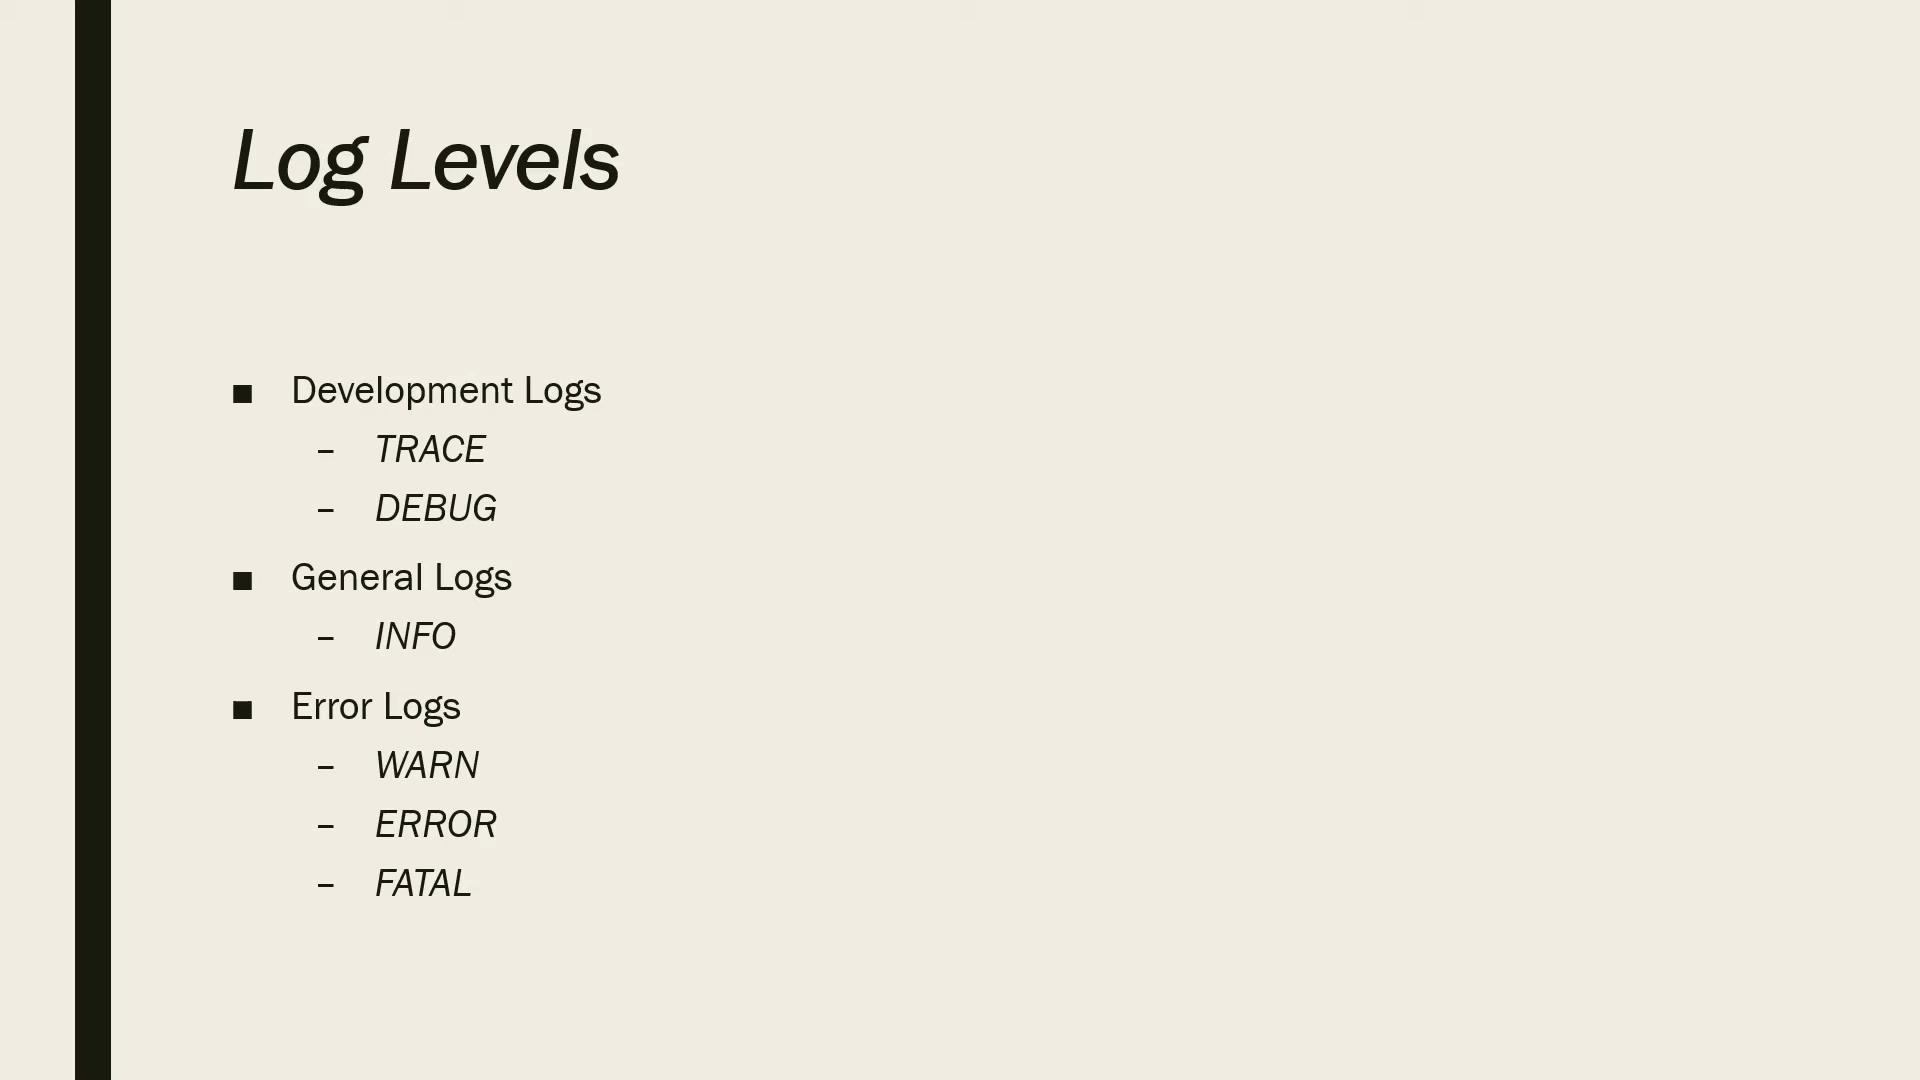 Log Levels
■ Development Logs
– TRACE
– DEBUG
■ General Logs
– INFO
■ Error Logs
– WARN
– ERROR
– FATAL